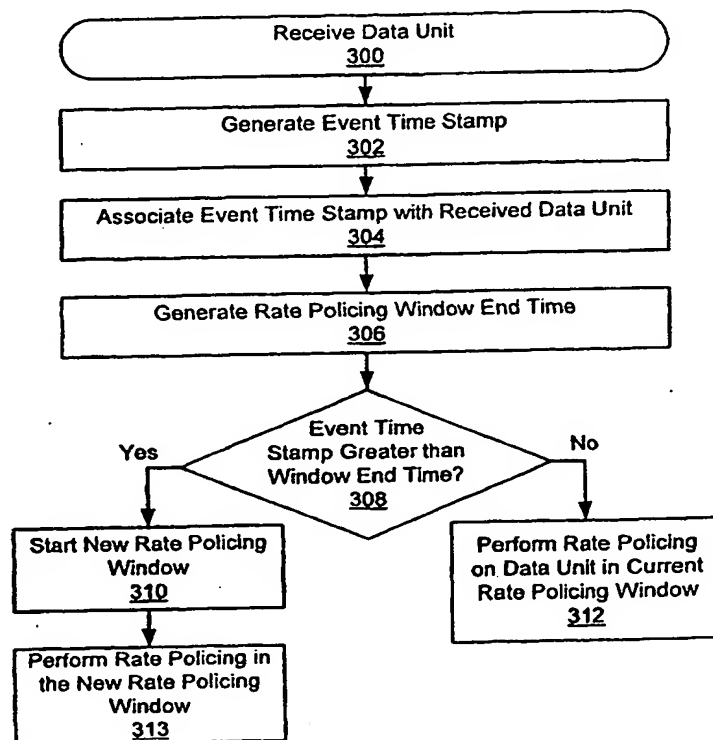 Receive Data Unit
300
Generate Event Time Stamp
302
Associate Event Time Stamp with Received Data Unit
304
Generate Rate Policing Window End Time
306
Event Time
Stamp Greater than
Window End Time?
308
Yes
No
Start New Rate Policing
Window
310
Perform Rate Policing
on Data Unit in Current
Rate Policing Window
312
Perform Rate Policing in
the New Rate Policing
Window
313